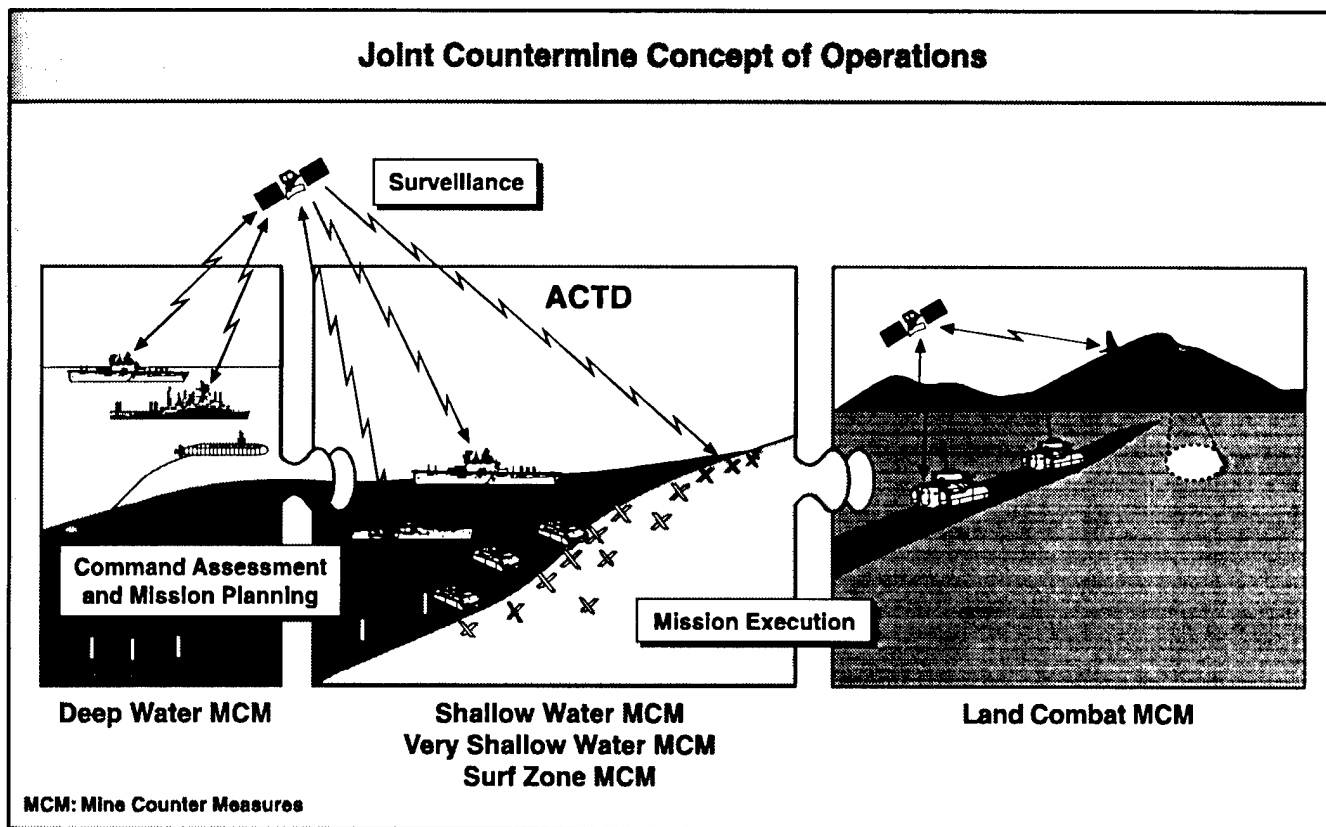 Joint Countermine Concept of Operations
Surveillance
ACTD
Command Assessment
and Mission Planning
Mission Execution
Deep Water MCM
Shallow Water MCM
Very Shallow Water MCM
Surf Zone MCM
Land Combat MCM
MCM: Mine Counter Measures